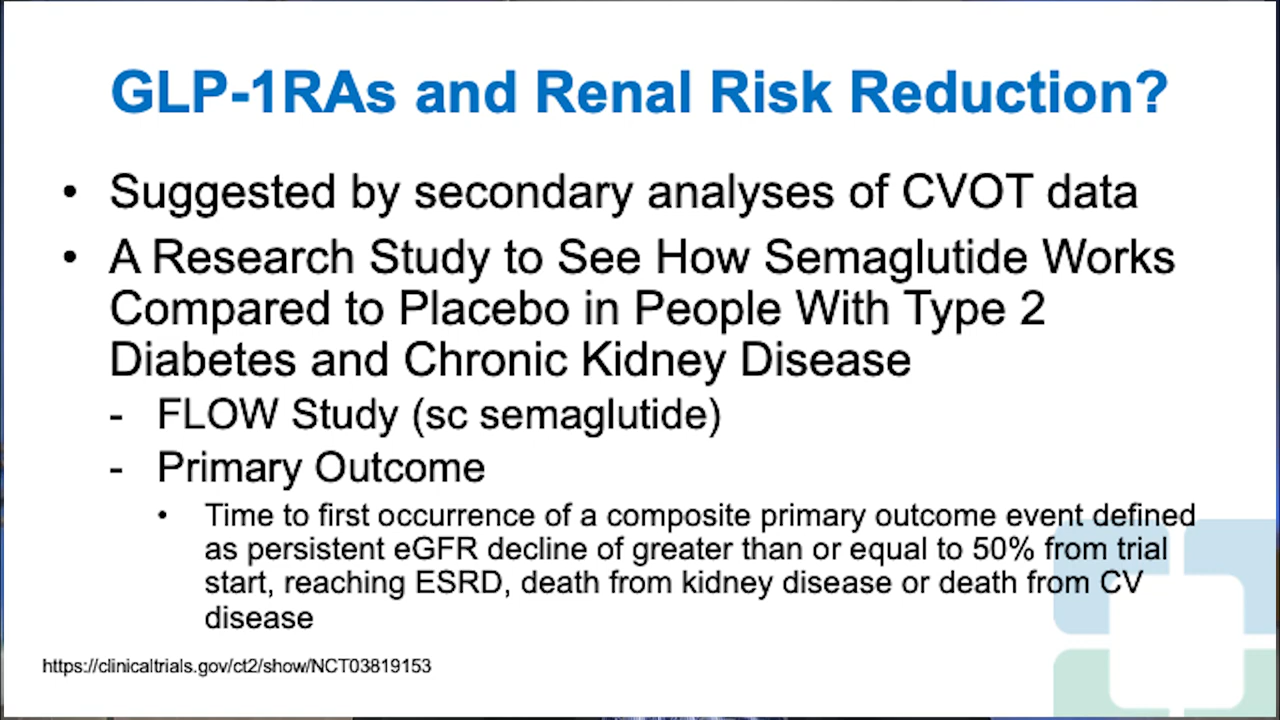 GLP-1RAs and Renal Risk Reduction?
• Suggested by secondary analyses of CVOT data
• A Research Study to See How Semaglutide Works
Compared to Placebo in People With Type 2
Diabetes and Chronic Kidney Disease
- FLOW Study (sc semaglutide)
- Primary Outcome
• Time to first occurrence of a composite primary outcome event defined
as persistent eGFR decline of greater than or equal to 50% from trial
start, reaching ESRD, death from kidney disease or death from CV
disease
https://clinicaltrials.gov/ct2/show/NCT03819153